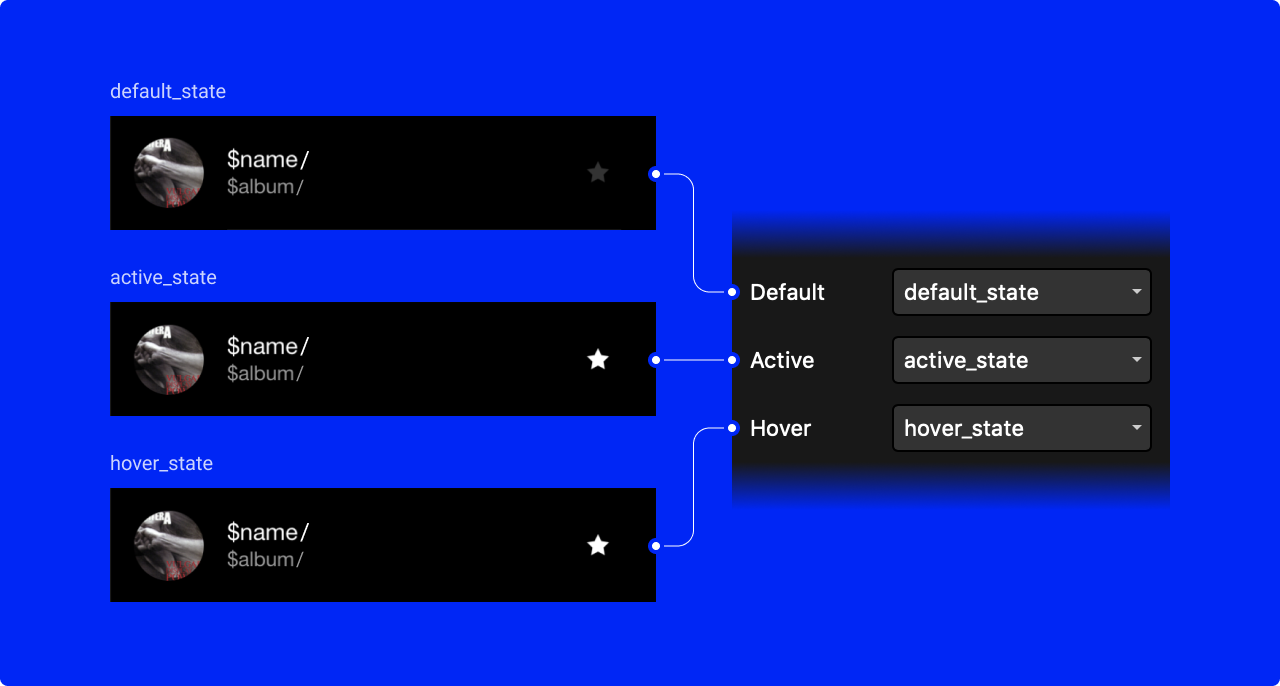 default_state
$name/
$album/
active_state
$name/
$album/
hover_state
$name/
$album/
Default default_state
Active active_state
Hover hover_state